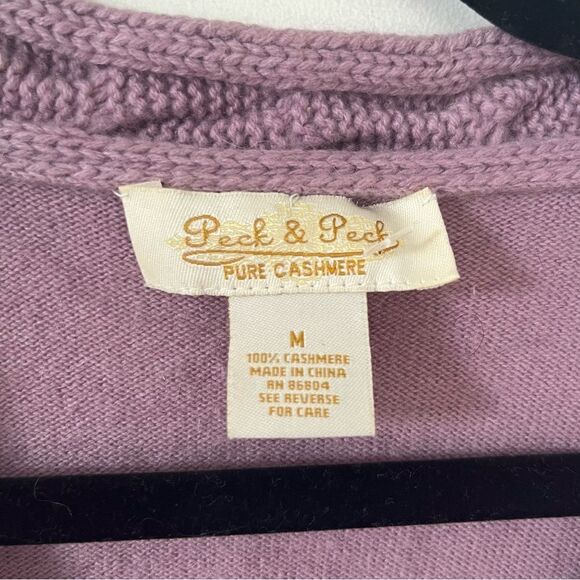 Peck & Peck
PURE CASHMERE
M
100% CASHMERE
MADE IN CHINA
RN 86804
SEE REVERSE
FOR CARE